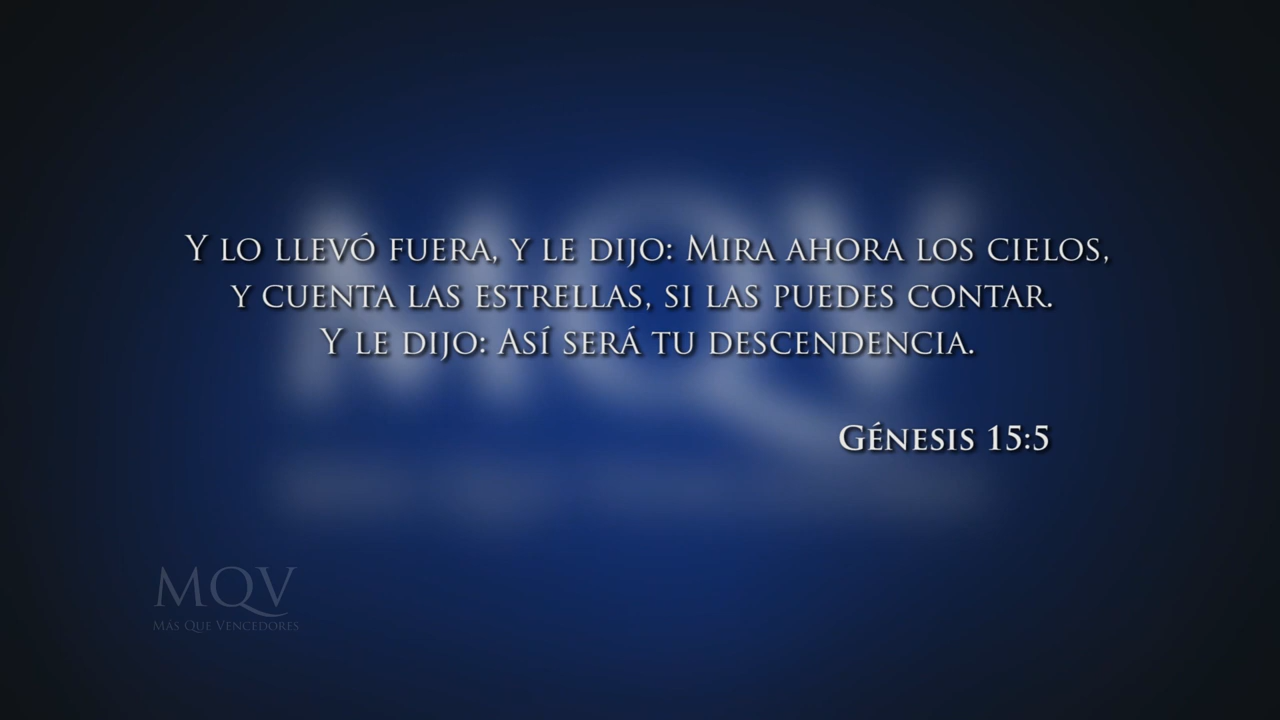 Y lo llevó fuera, y le dijo: Mira ahora los cielos,
y cuenta las estrellas, si las puedes contar.
Y le dijo: Así será tu descendencia.
Génesis 15:5
MQV
Más Que Vencedores